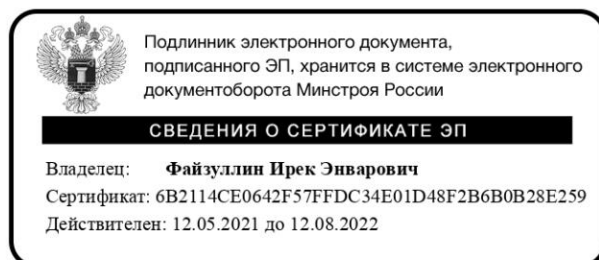 Подлинник электронного документа,
подписанного ЭП, хранится в системе электронного
документоборота Минстроя России
СВЕДЕНИЯ О СЕРТИФИКАТЕ ЭП
Владелец: Файзуллин Ирек Энварович
Сертификат: 6B2114CE0642F57FFDC34E01D48F2B6B0B28E259
Действителен: 12.05.2021 до 12.08.2022